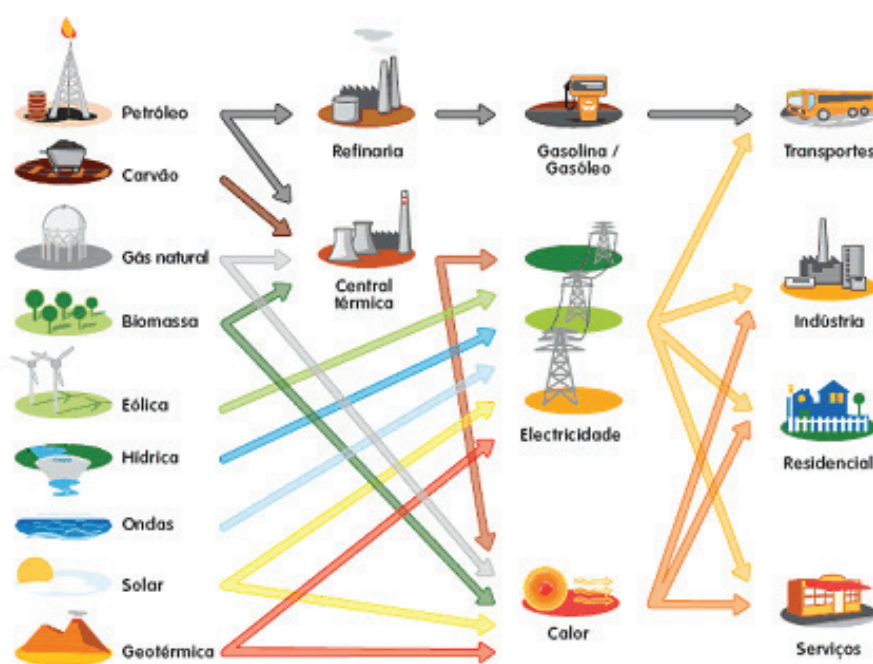 Petróleo
Refinaria
Gasolina /
Gasóleo
Transportes
Carvão
Gás natural
Central
térmica
Indústria
Biomassa
Eólica
Electricidade
Hídrica
Residencial
Ondas
Solar
Calor
Geotérmica
Serviços